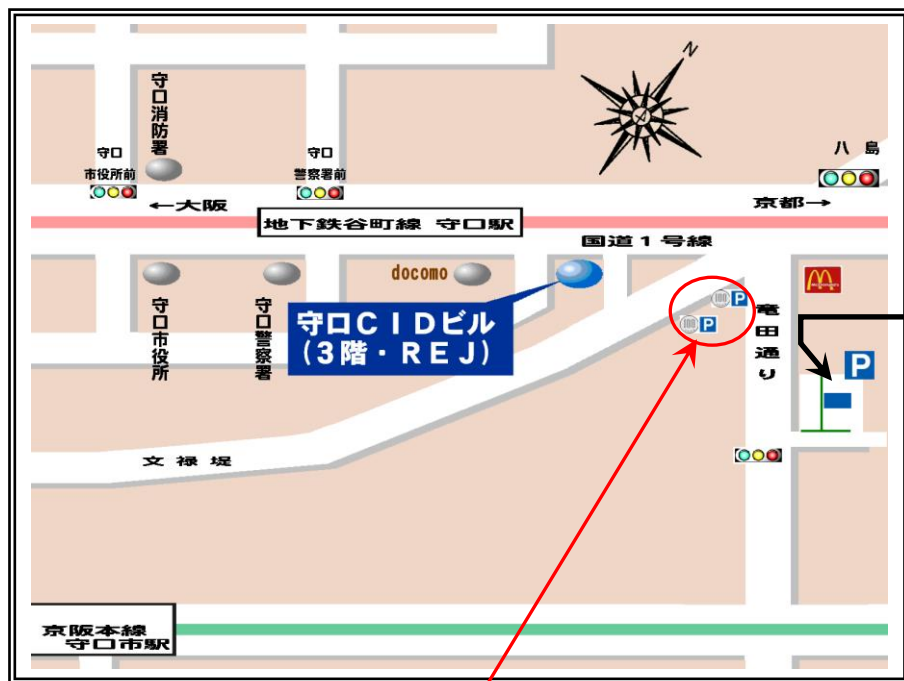 N
守口消防署
守口
市役所前
守口
警察署前
八島
←大阪
京都→
地下鉄谷町線 守口駅
国道1号線
docomo
守口CIDビル
(3階・REJ)
守口市役所
守口警察署
100 P
100 P
竜田通り
P
文禄堤
京阪本線
守口市駅